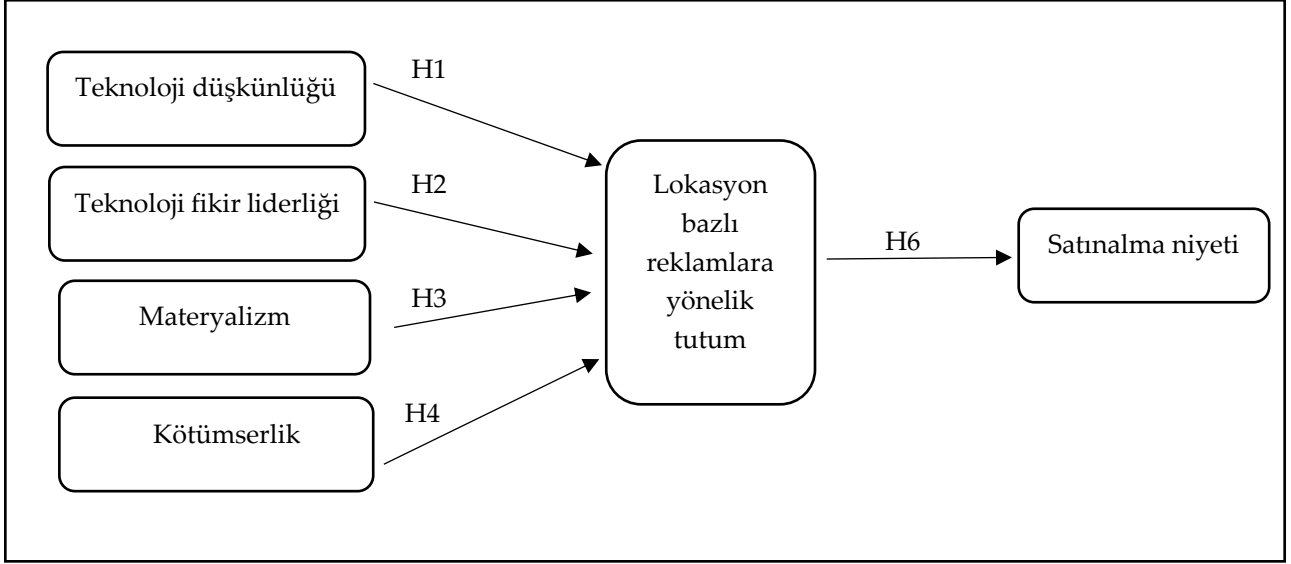 Teknoloji düşkünlüğü
H1
Teknoloji fikir liderliği
H2
Materyalizm
H3
Kötümserlik
H4
Lokasyon
bazlı
reklamlara
yönelik
tutum
H6
Satınalma niyeti